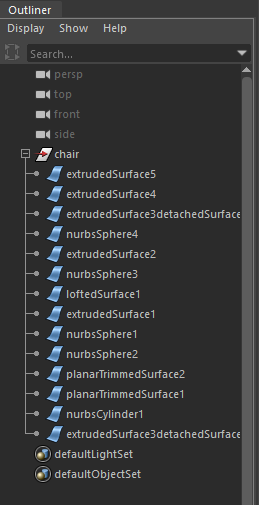 Outliner
Display Show Help
Search...
persp
top
front
side
chair
extrudedSurface5
extrudedSurface4
extrudedSurface3detachedSurface
nurbsSphere4
extrudedSurface2
nurbsSphere3
loftedSurface1
extrudedSurface1
nurbsSphere1
nurbsSphere2
planarTrimmedSurface2
planarTrimmedSurface1
nurbsCylinder1
extrudedSurface3detachedSurface
defaultLightSet
defaultObjectSet